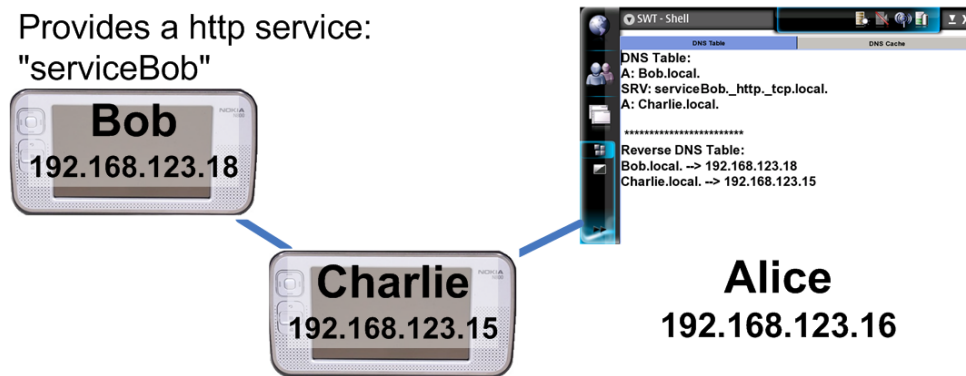 Provides a http service:
"serviceBob"
NOKIA
Bob
192.168.123.18
NOKIA
Charlie
192.168.123.15
SWT - Shell
DNS Table
DNS Cache
DNS Table:
A: Bob.local.
SRV: serviceBob._http._tcp.local.
A: Charlie.local.
************************
Reverse DNS Table:
Bob.local. --> 192.168.123.18
Charlie.local. --> 192.168.123.15
Alice
192.168.123.16